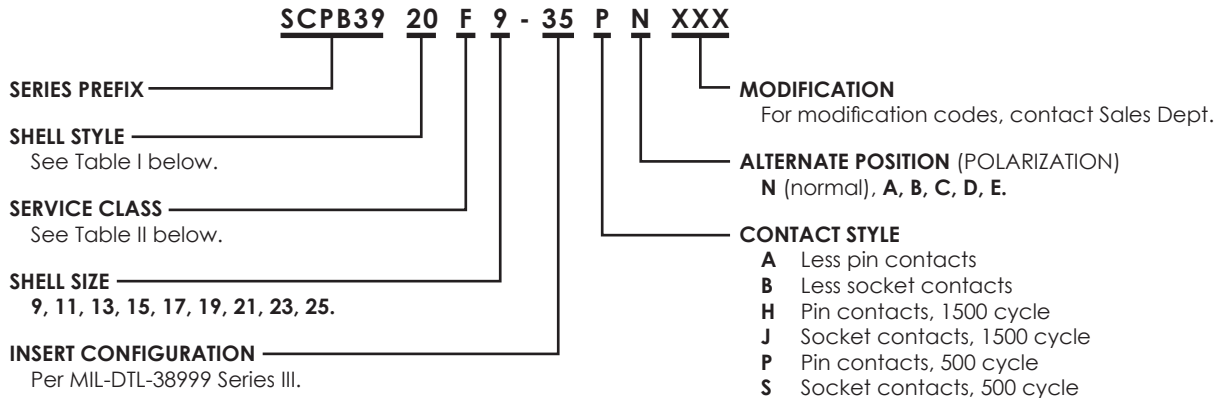 SCPB39 20 F 9 - 35 P N XXX
SERIES PREFIX
SHELL STYLE
See Table I below.
SERVICE CLASS
See Table II below.
SHELL SIZE
9, 11, 13, 15, 17, 19, 21, 23, 25.
INSERT CONFIGURATION
Per MIL-DTL-38999 Series III.
MODIFICATION
For modification codes, contact Sales Dept.
ALTERNATE POSITION (POLARIZATION)
N (normal), A, B, C, D, E.
CONTACT STYLE
A Less pin contacts
B Less socket contacts
H Pin contacts, 1500 cycle
J Socket contacts, 1500 cycle
P Pin contacts, 500 cycle
S Socket contacts, 500 cycle